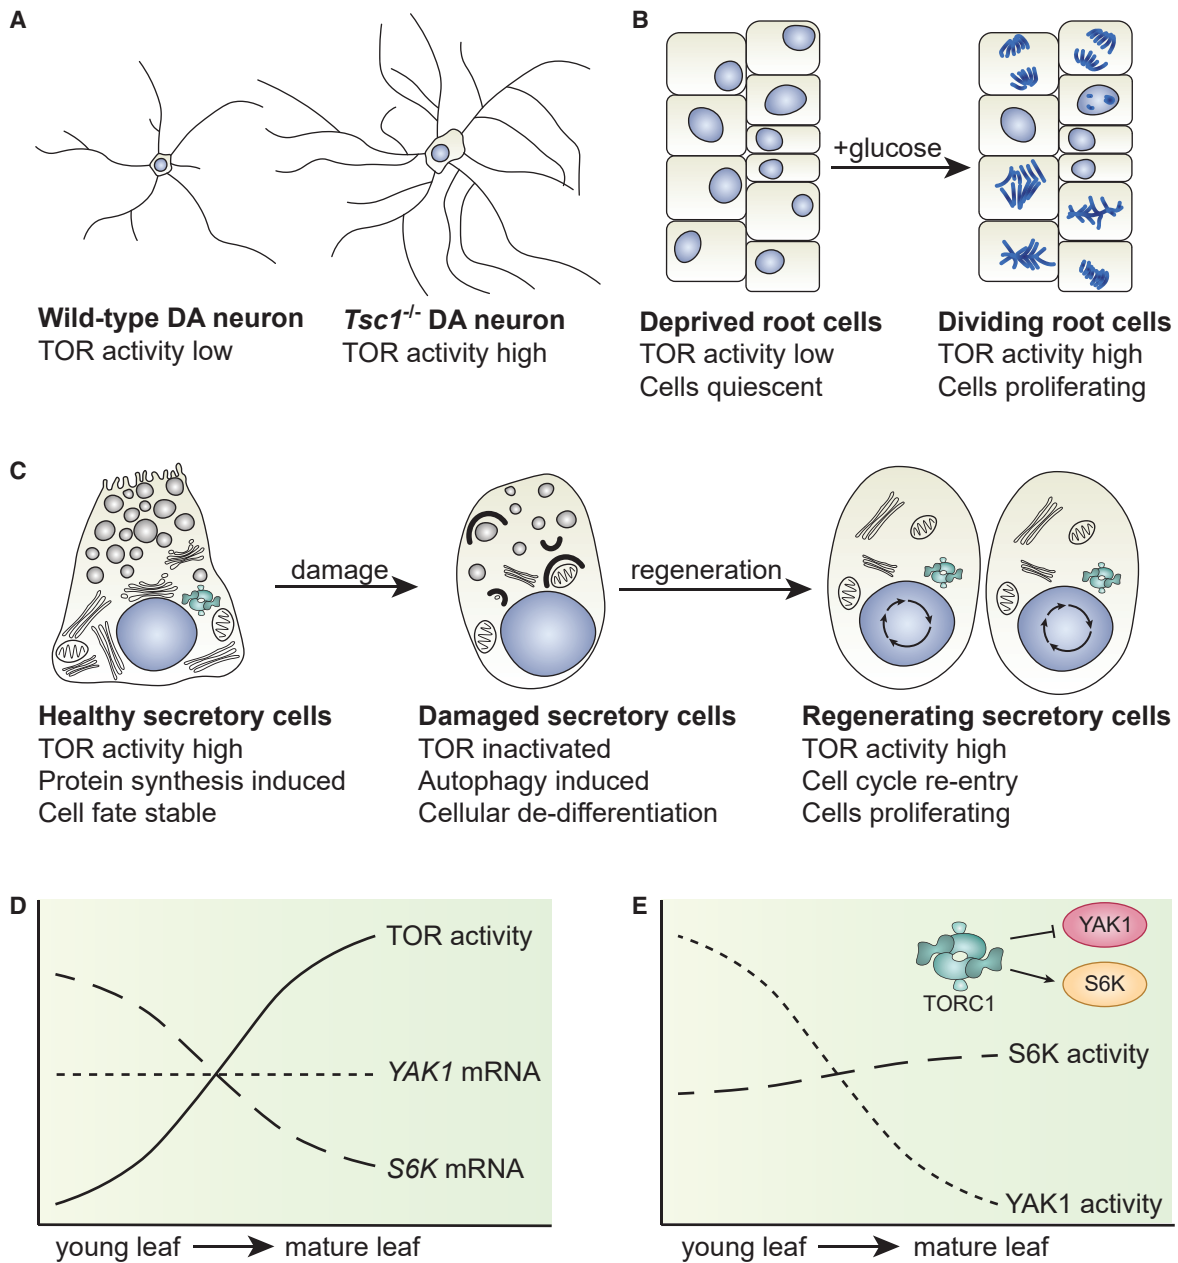 A
B
+glucose
Wild-type DA neuron
TOR activity low
Tsc1-/- DA neuron
TOR activity high
Deprived root cells
TOR activity low
Cells quiescent
Dividing root cells
TOR activity high
Cells proliferating
C
damage
regeneration
Healthy secretory cells
TOR activity high
Protein synthesis induced
Cell fate stable
Damaged secretory cells
TOR inactivated
Autophagy induced
Cellular de-differentiation
Regenerating secretory cells
TOR activity high
Cell cycle re-entry
Cells proliferating
D
TOR activity
YAK1 mRNA
S6K mRNA
young leaf
mature leaf
E
YAK1
S6K
TORC1
S6K activity
YAK1 activity
young leaf
mature leaf